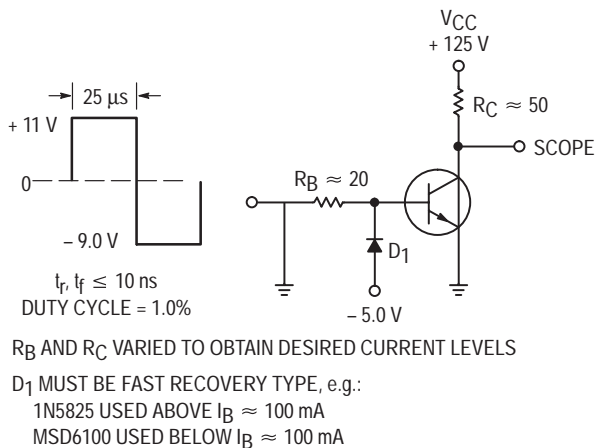 V_CC
+ 125 V
25 µs
+ 11 V
R_C ≈ 50
SCOPE
0
R_B ≈ 20
– 9.0 V
D_1
t_r, t_f ≤ 10 ns
– 5.0 V
DUTY CYCLE = 1.0%
R_B AND R_C VARIED TO OBTAIN DESIRED CURRENT LEVELS
D_1 MUST BE FAST RECOVERY TYPE, e.g.:
1N5825 USED ABOVE I_B ≈ 100 mA
MSD6100 USED BELOW I_B ≈ 100 mA